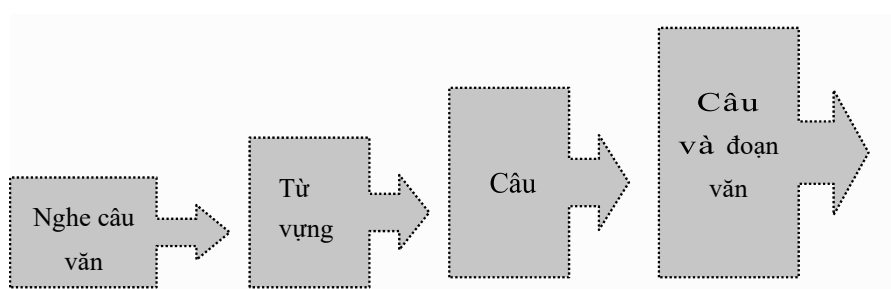 Nghe câu
văn
Từ
vựng
Câu
Câu
và đoạn
văn